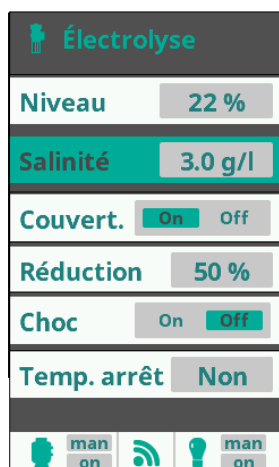 Électrolyse
Niveau 22 %
Salinité 3.0 g/l
Couvert. On Off
Réduction 50 %
Choc On Off
Temp. arrêt Non
man man
on on